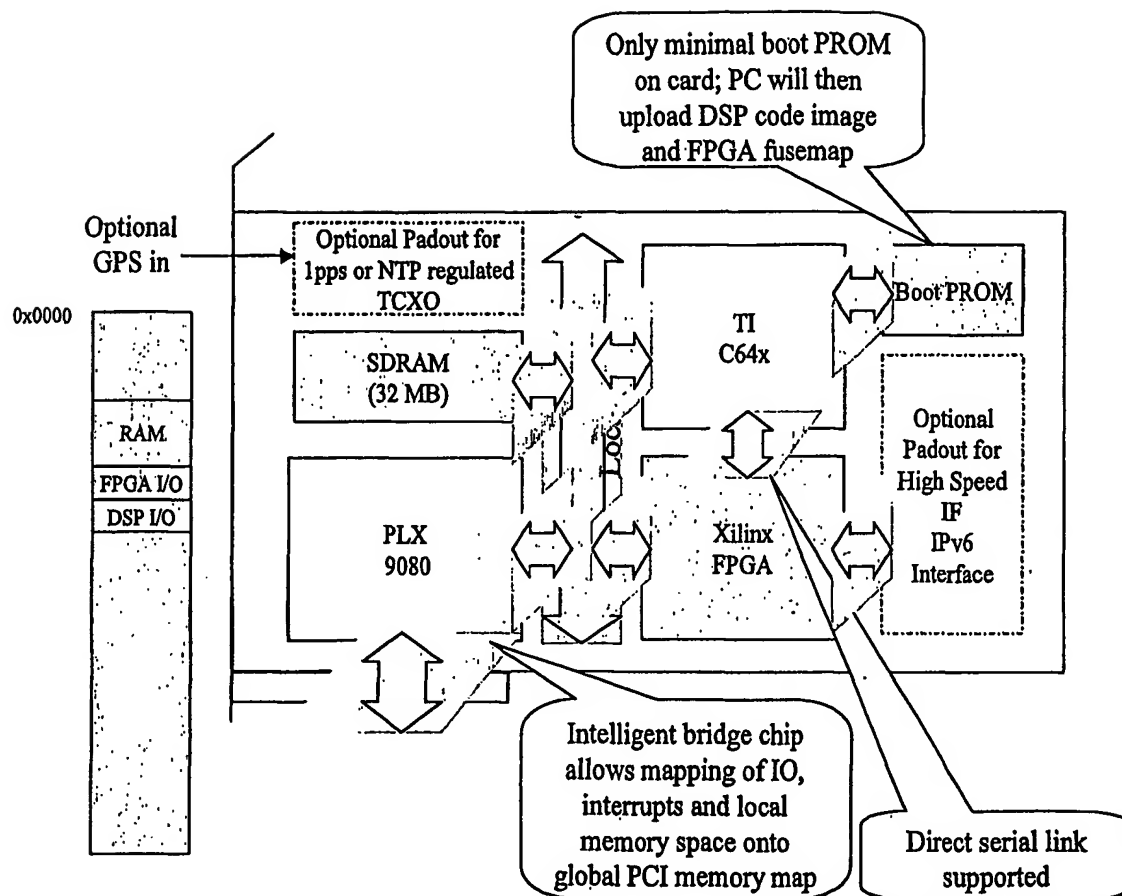 Only minimal boot PROM
on card; PC will then
upload DSP code image
and FPGA fusemap
Optional
GPS in
Optional Padout for
1pps or NTP regulated
TCXO
0x0000
RAM
FPGA I/O
DSP I/O
SDRAM
(32 MB)
PLX
9080
TI
C64x
Boot PROM
Xilinx
FPGA
Optional
Padout for
High Speed
IF
IPv6
Interface
Intelligent bridge chip
allows mapping of IO,
interrupts and local
memory space onto
global PCI memory map
Direct serial link
supported